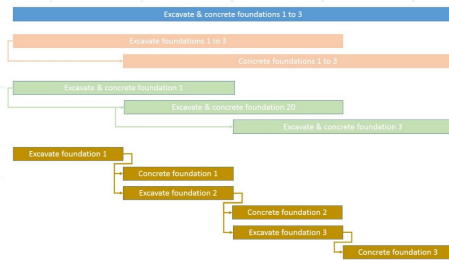 Excavate & concrete foundations 1 to 3
Excavate foundations 1 to 3
Concrete foundations 1 to 3
Excavate & concrete foundation 1
Excavate & concrete foundation 20
Excavate & concrete foundation 3
Excavate foundation 1
Concrete foundation 1
Excavate foundation 2
Concrete foundation 2
Excavate foundation 3
Concrete foundation 3